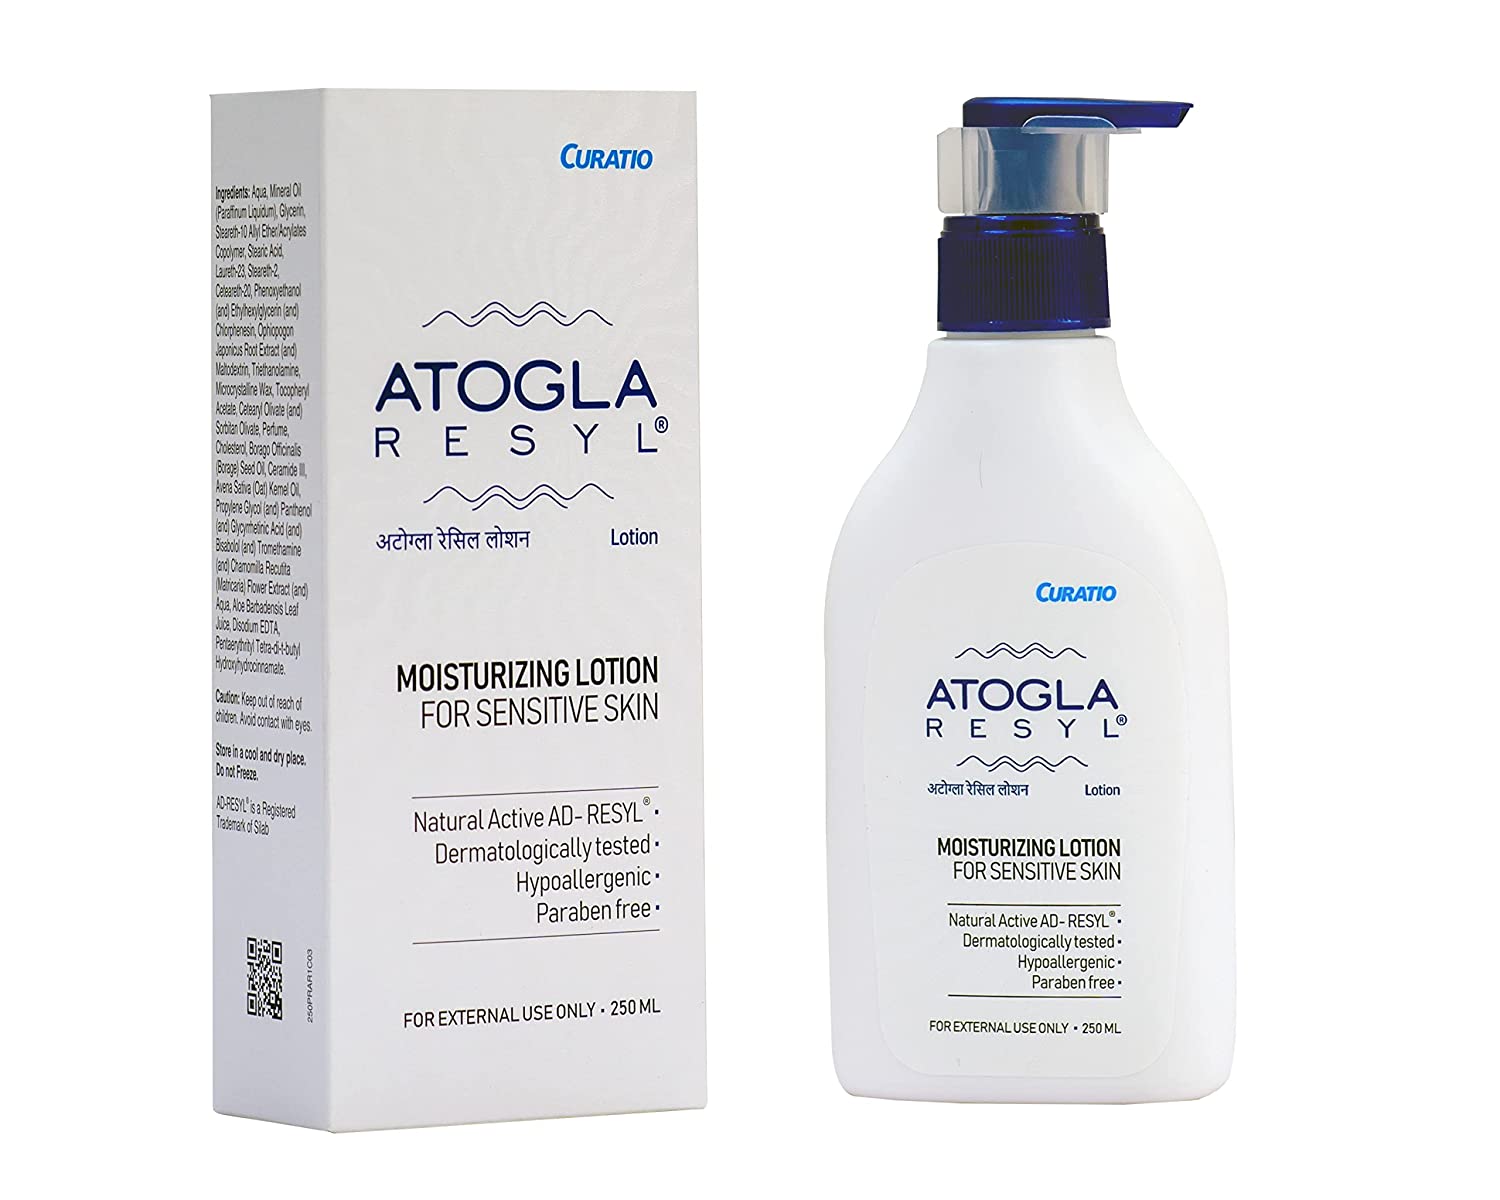 Ingredients: Aqua, Mineral Oil
(Paraffinum Liquidum), Glycerin,
Steareth-10 Allyl Ether/Acrylates
Copolymer, Stearic Acid,
Laureth-23, Steareth-2,
Ceteareth-20, Phenoxyethanol
(and) Ethylhexylglycerin (and)
Chlorphenesin, Ophiopogon
Japonicus Root Extract (and)
Maltodextrin, Triethanolamine,
Microcrystalline Wax, Tocopheryl
Acetate, Cetearyl Olivate (and)
Sorbitan Olivate, Perfume,
Cholesterol, Borago Officinalis
(Borage) Seed Oil, Ceramide III,
Avena Sativa (Oat) Kernel Oil,
Propylene Glycol (and) Panthenol
(and) Glycyrrhetinic Acid (and)
Bisabolol (and) Tromethamine
(and) Chamomilla Recutita
(Matricaria) Flower Extract (and)
Aqua, Aloe Barbadensis Leaf
Juice, Disodium EDTA,
Pentaerythrityl Tetra-di-t-butyl
Hydroxyhydrocinnamate.
Caution: Keep out of reach of
children. Avoid contact with eyes.
Store in a cool and dry place.
Do not Freeze.
AD-RESYL® is a Registered
Trademark of Silab
250PRAR1C03
CURATIO
ATOGLA
RESYL®
अटोग्ला रेसिल लोशन Lotion
MOISTURIZING LOTION
FOR SENSITIVE SKIN
Natural Active AD- RESYL® •
Dermatologically tested •
Hypoallergenic •
Paraben free •
FOR EXTERNAL USE ONLY • 250 ML
CURATIO
ATOGLA
RESYL®
अटोग्ला रेसिल लोशन Lotion
MOISTURIZING LOTION
FOR SENSITIVE SKIN
Natural Active AD- RESYL® •
Dermatologically tested •
Hypoallergenic •
Paraben free •
FOR EXTERNAL USE ONLY • 250 ML